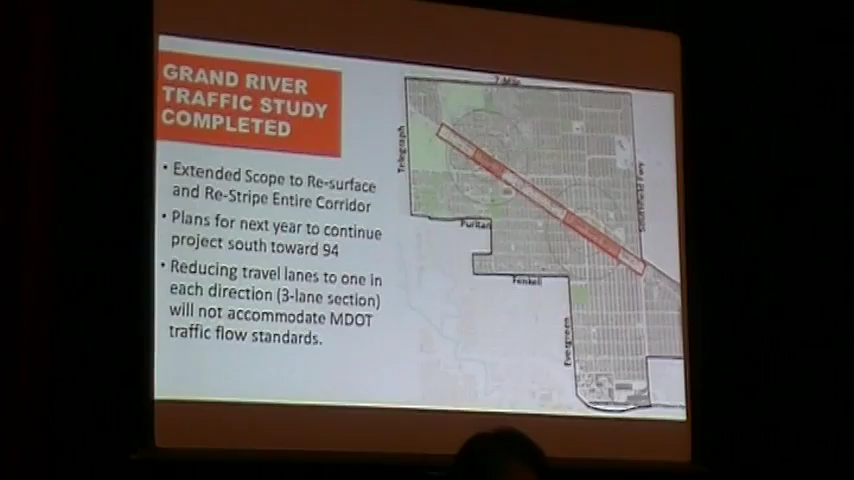 GRAND RIVER
TRAFFIC STUDY
COMPLETED
• Extended Scope to Re-surface
and Re-Stripe Entire Corridor
• Plans for next year to continue
project south toward 94
• Reducing travel lanes to one in
each direction (3-lane section)
will not accommodate MDOT
traffic flow standards.
7 Mile
Telegraph
Southfield Fwy
Puritan
Fenkell
Evergreen